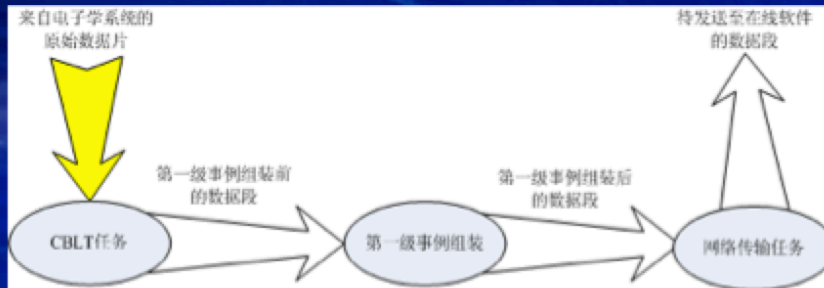 来自电子学系统的
原始数据片
待发送至在线软件
的数据段
第一级事例组装前
的数据段
第一级事例组装后
的数据段
CBLT任务
第一级事例组装
网络传输任务